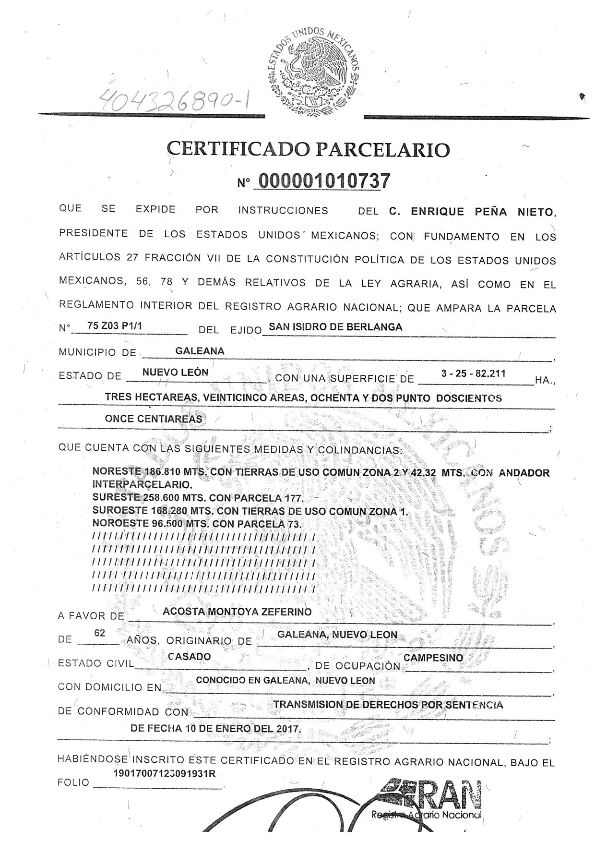 ESTADOS UNIDOS MEXICANOS
404326890-1
CERTIFICADO PARCELARIO
N° 000001010737
QUE SE EXPIDE POR INSTRUCCIONES DEL C. ENRIQUE PEÑA NIETO,
PRESIDENTE DE LOS ESTADOS UNIDOS MEXICANOS; CON FUNDAMENTO EN LOS
ARTÍCULOS 27 FRACCIÓN VII DE LA CONSTITUCIÓN POLÍTICA DE LOS ESTADOS UNIDOS
MEXICANOS, 56, 78 Y DEMÁS RELATIVOS DE LA LEY AGRARIA, ASÍ COMO EN EL
REGLAMENTO INTERIOR DEL REGISTRO AGRARIO NACIONAL; QUE AMPARA LA PARCELA
N° 75 Z03 P1/1 DEL EJIDO SAN ISIDRO DE BERLANGA
MUNICIPIO DE GALEANA
ESTADO DE NUEVO LEÓN , CON UNA SUPERFICIE DE 3 - 25 - 82.211 HA.,
TRES HECTAREAS, VEINTICINCO AREAS, OCHENTA Y DOS PUNTO DOSCIENTOS
ONCE CENTIAREAS
QUE CUENTA CON LAS SIGUIENTES MEDIDAS Y COLINDANCIAS:
NORESTE 186.810 MTS. CON TIERRAS DE USO COMUN ZONA 2 Y 42.32 MTS. CON ANDADOR
INTERPARCELARIO.
SURESTE 258.600 MTS. CON PARCELA 177.
SUROESTE 168.280 MTS. CON TIERRAS DE USO COMUN ZONA 1.
NOROESTE 96.500 MTS. CON PARCELA 73.
A FAVOR DE ACOSTA MONTOYA ZEFERINO
DE 62 AÑOS, ORIGINARIO DE GALEANA, NUEVO LEON
ESTADO CIVIL CASADO , DE OCUPACIÓN CAMPESINO
CON DOMICILIO EN CONOCIDO EN GALEANA, NUEVO LEON
DE CONFORMIDAD CON TRANSMISION DE DERECHOS POR SENTENCIA
DE FECHA 10 DE ENERO DEL 2017.
HABIÉNDOSE INSCRITO ESTE CERTIFICADO EN EL REGISTRO AGRARIO NACIONAL, BAJO EL
FOLIO 19017007123091931R
RAN
Registro Agrario Nacional